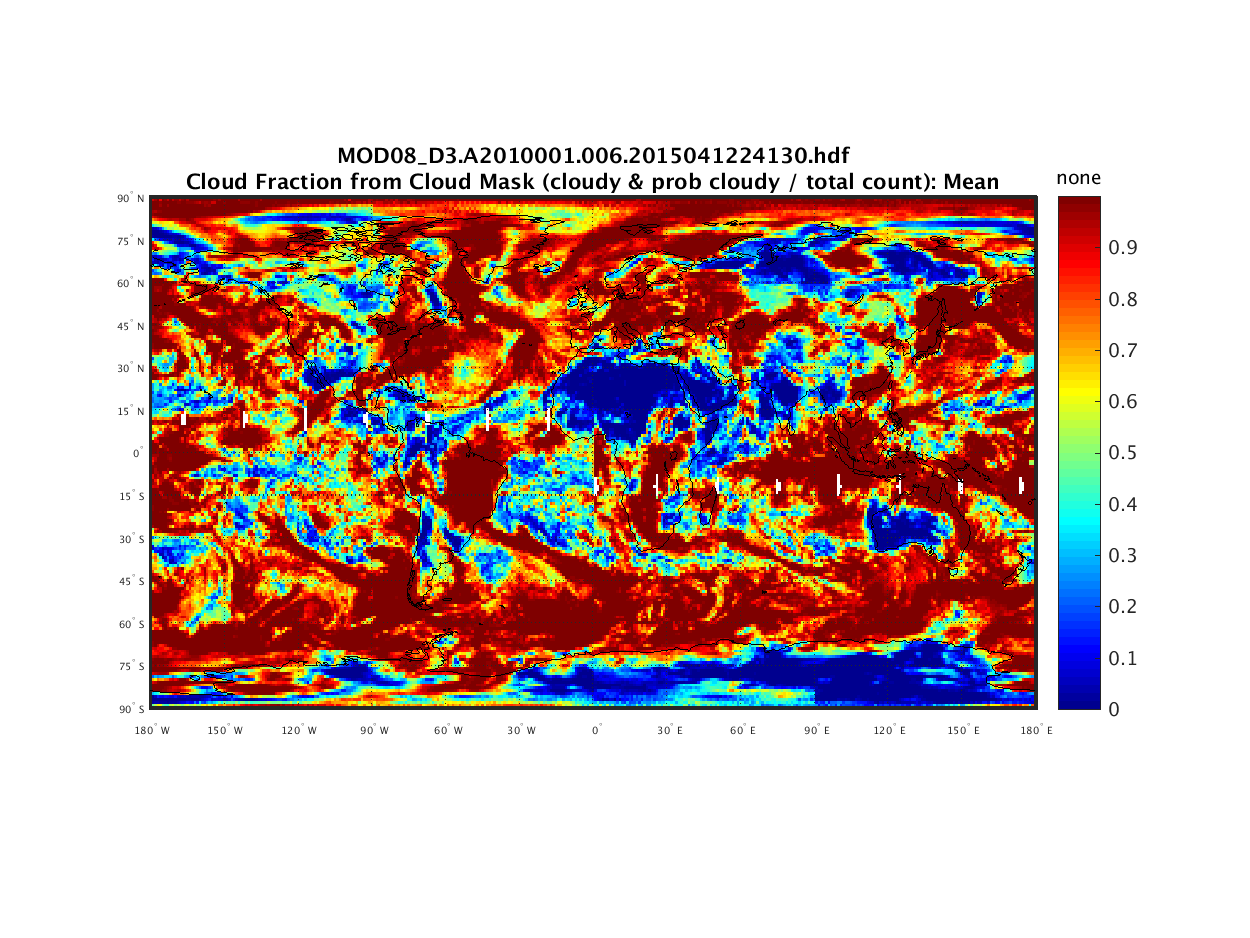 MOD08_D3.A2010001.006.2015041224130.hdf
Cloud Fraction from Cloud Mask (cloudy & prob cloudy / total count): Mean
none
90° N
75° N
60° N
45° N
30° N
15° N
0°
15° S
30° S
45° S
60° S
75° S
90° S
180° W
150° W
120° W
90° W
60° W
30° W
0°
30° E
60° E
90° E
120° E
150° E
180° E
0.9
0.8
0.7
0.6
0.5
0.4
0.3
0.2
0.1
0